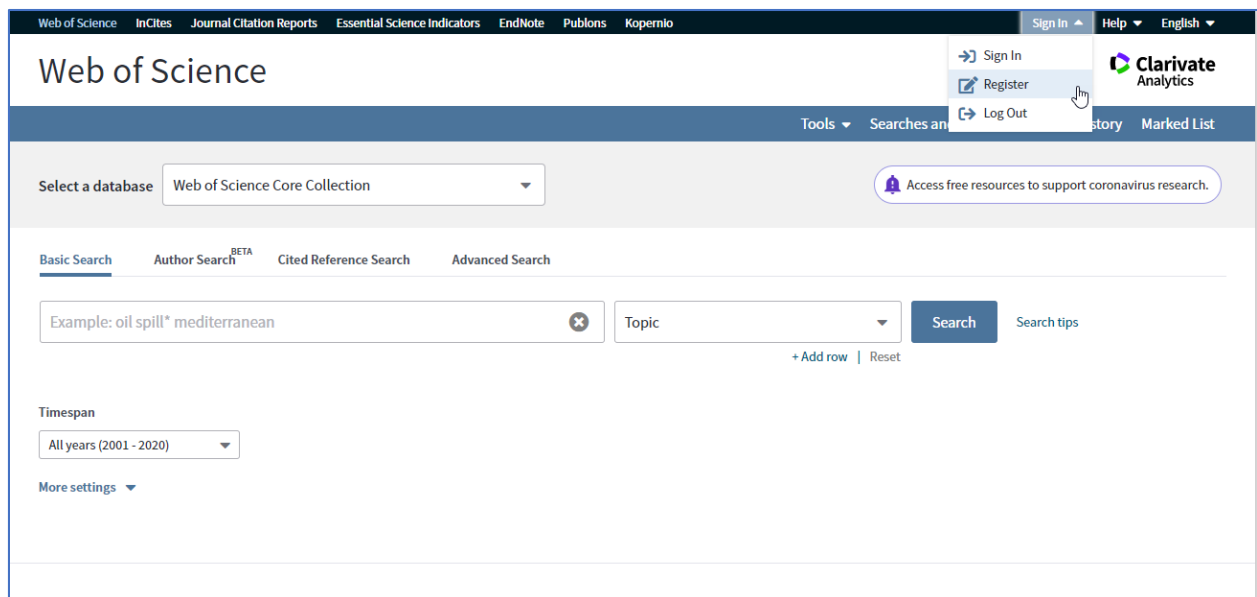 Web of Science InCites Journal Citation Reports Essential Science Indicators EndNote Publons Kopernio Sign In Help English
Web of Science
Sign In
Register
Log Out
Clarivate
Analytics
Tools Searches an story Marked List
Select a database Web of Science Core Collection
Access free resources to support coronavirus research.
Basic Search Author Search BETA Cited Reference Search Advanced Search
Example: oil spill* mediterranean Topic Search Search tips
+ Add row | Reset
Timespan
All years (2001 - 2020)
More settings